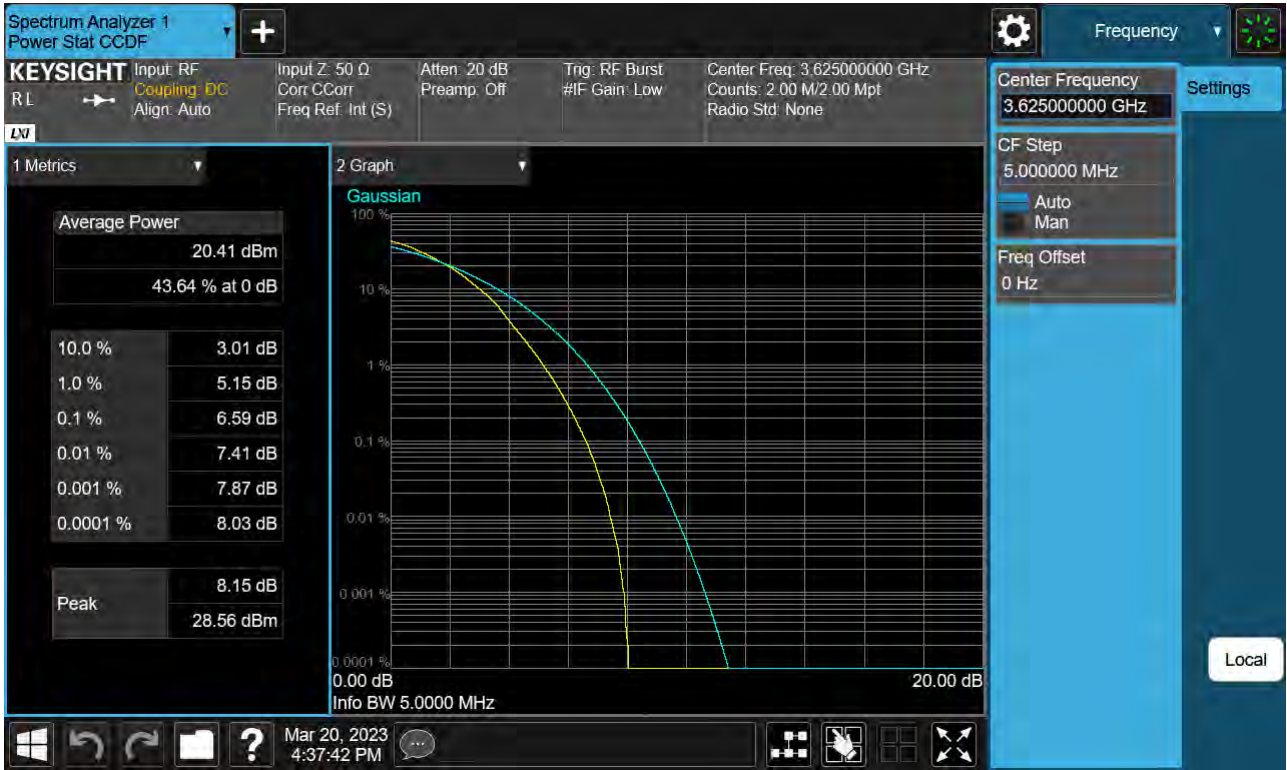 Spectrum Analyzer 1
Power Stat CCDF
Frequency
KEYSIGHT
RL
LXI
Input: RF
Coupling: DC
Align: Auto
Input Z: 50 Ω
Corr CCorr
Freq Ref: Int (S)
Atten: 20 dB
Preamp: Off
Trig: RF Burst
#IF Gain: Low
Center Freq: 3.625000000 GHz
Counts: 2.00 M/2.00 Mpt
Radio Std: None
Center Frequency
3.625000000 GHz
Settings
CF Step
5.000000 MHz
Auto
Man
Freq Offset
0 Hz
Local
1 Metrics
Average Power
20.41 dBm
43.64 % at 0 dB
10.0 % 3.01 dB
1.0 % 5.15 dB
0.1 % 6.59 dB
0.01 % 7.41 dB
0.001 % 7.87 dB
0.0001 % 8.03 dB
Peak
8.15 dB
28.56 dBm
2 Graph
Gaussian
100 %
10 %
1 %
0.1 %
0.01 %
0.001 %
0.0001 %
0.00 dB 20.00 dB
Info BW 5.0000 MHz
?
Mar 20, 2023
4:37:42 PM